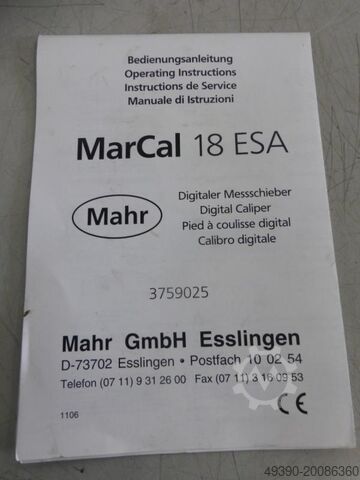 Bedienungsanleitung
Operating Instructions
Instructions de Service
Manuale di Istruzioni
MarCal 18 ESA
Mahr
Digitaler Messschieber
Digital Caliper
Pied à coulisse digital
Calibro digitale
3759025
Mahr GmbH Esslingen
D-73702 Esslingen • Postfach 10 02 54
Telefon (07 11) 9 31 26 00 Fax (07 11) 3 16 09 53
1106
CE
49390-20086360